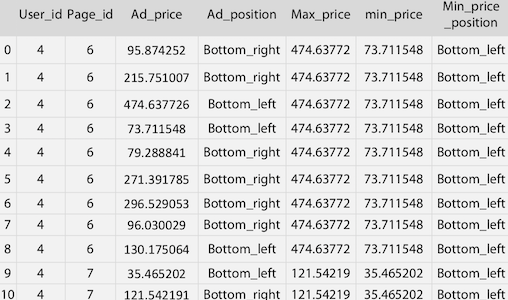 User_id Page_id Ad_price Ad_position Max_price min_price Min_price
_position
0 4 6 95.874252 Bottom_right 474.63772 73.711548 Bottom_left
1 4 6 215.751007 Bottom_right 474.63772 73.711548 Bottom_left
2 4 6 474.637726 Bottom_left 474.63772 73.711548 Bottom_left
3 4 6 73.711548 Bottom_left 474.63772 73.711548 Bottom_left
4 4 6 79.288841 Bottom_right 474.63772 73.711548 Bottom_left
5 4 6 271.391785 Bottom_right 474.63772 73.711548 Bottom_left
6 4 6 296.529053 Bottom_right 474.63772 73.711548 Bottom_left
7 4 6 96.030029 Bottom_right 474.63772 73.711548 Bottom_left
8 4 6 130.175064 Bottom_left 474.63772 73.711548 Bottom_left
9 4 7 35.465202 Bottom_left 121.54219 35.465202 Bottom_left
10 4 7 121.542191 Bottom_right 121.54219 35.465202 Bottom_left